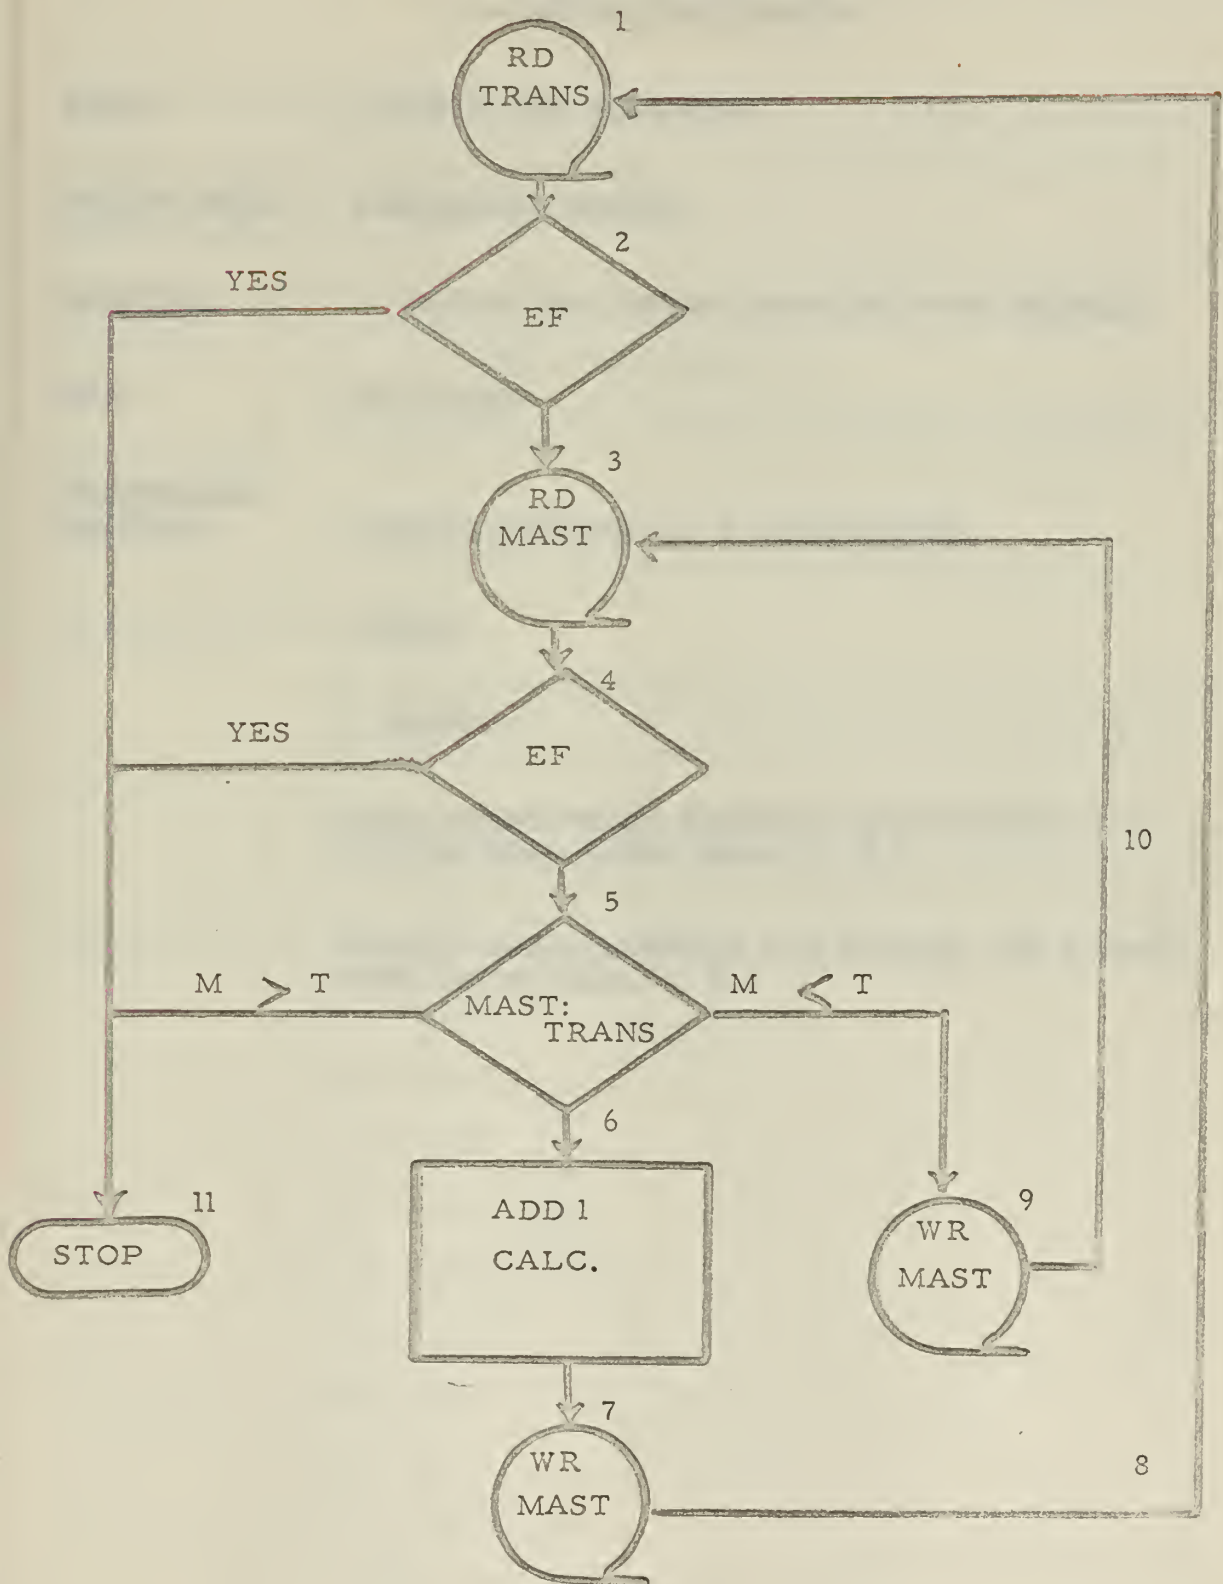 1
RD
TRANS
2
YES
EF
3
RD
MAST
4
YES
EF
10
5
M > T
MAST:
TRANS
M < T
6
11
STOP
ADD 1
CALC.
9
WR
MAST
7
WR
MAST
8